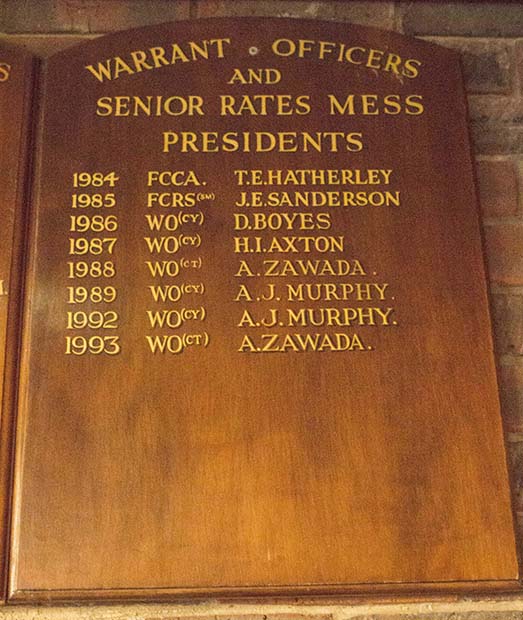 WARRANT OFFICERS
AND
SENIOR RATES MESS
PRESIDENTS
1984 FCCA. T.E.HATHERLEY
1985 FCRS(SM) J.E.SANDERSON
1986 WO(CY) D.BOYES
1987 WO(CY) H.I.AXTON
1988 WO(CT) A.ZAWADA.
1989 WO(CY) A.J. MURPHY.
1992 WO(CY) A.J. MURPHY.
1993 WO(CT) A.ZAWADA.